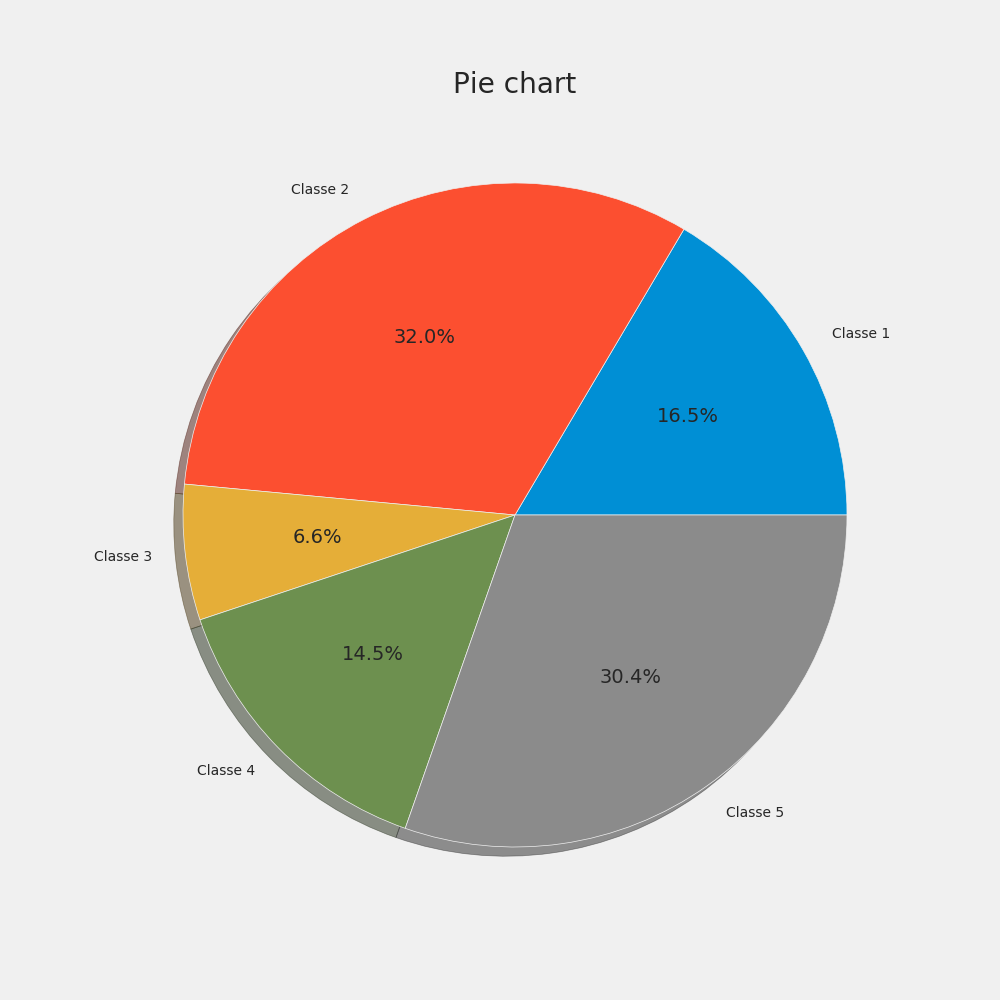 Pie chart
Classe 2
Classe 1
32.0%
16.5%
6.6%
Classe 3
14.5%
30.4%
Classe 4
Classe 5